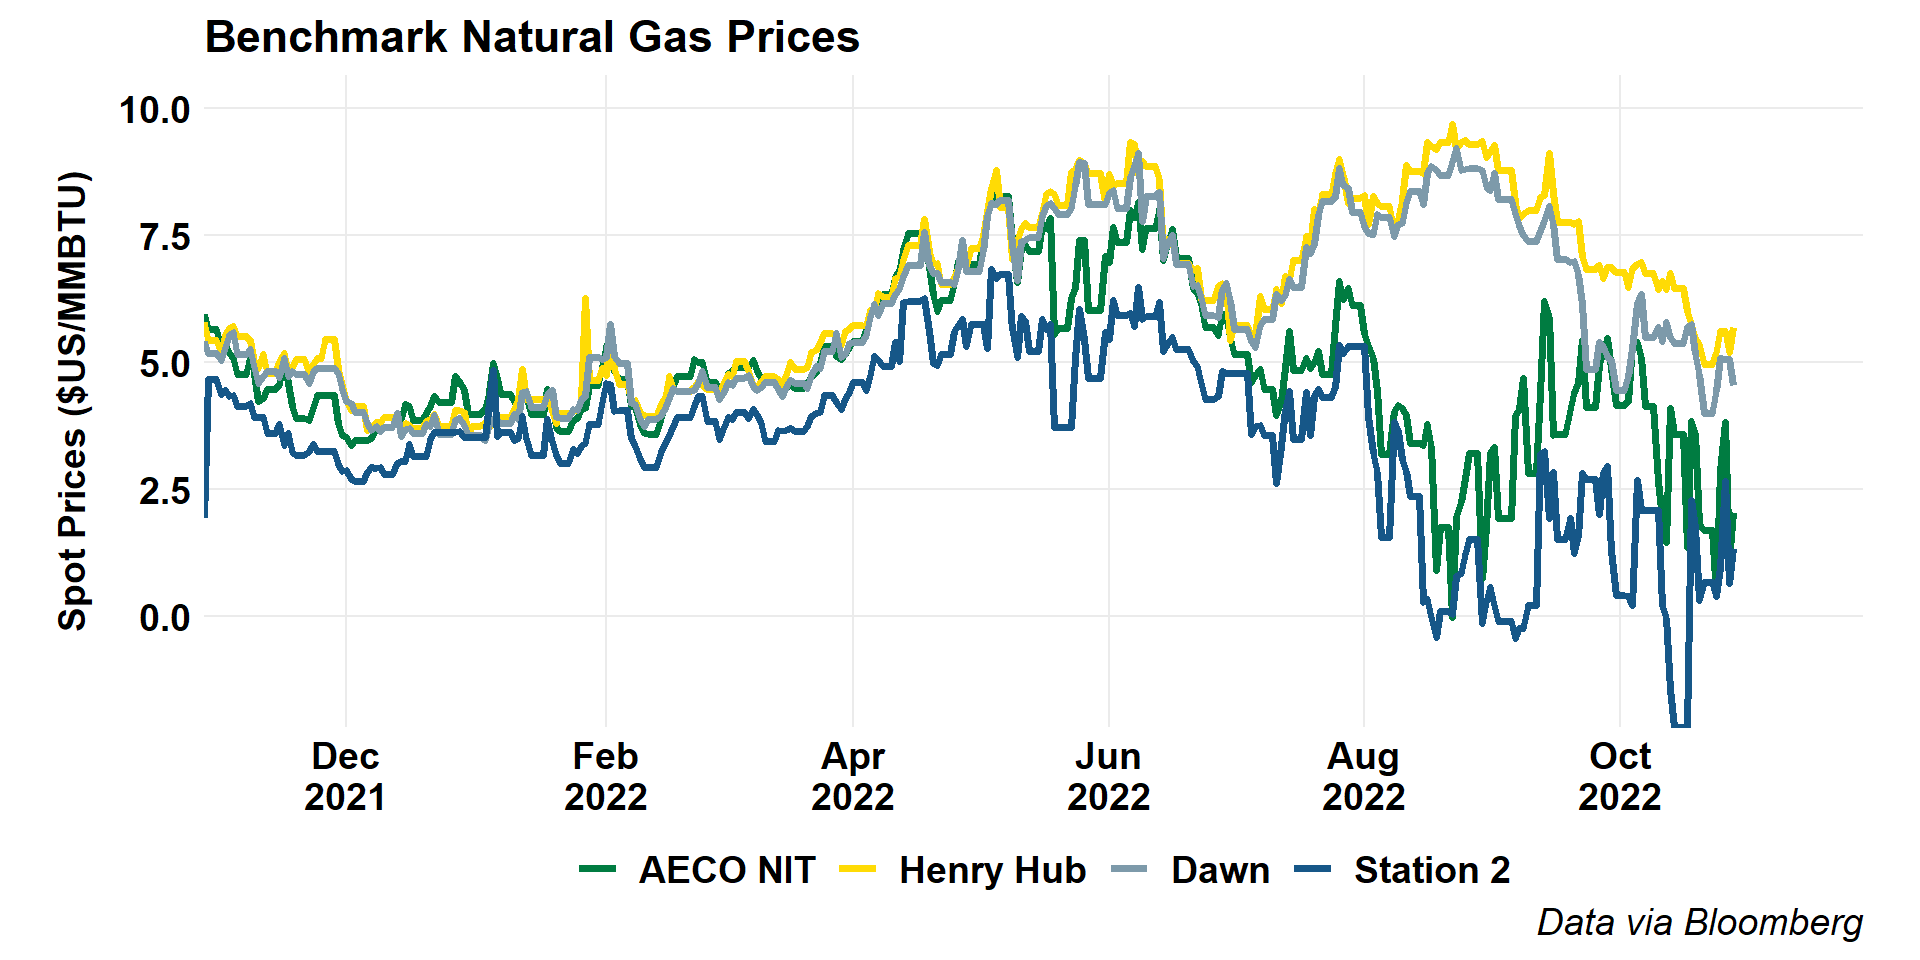 Benchmark Natural Gas Prices
Spot Prices ($US/MMBTU)
10.0
7.5
5.0
2.5
0.0
Dec
2021
Feb
2022
Apr
2022
Jun
2022
Aug
2022
Oct
2022
AECO NIT
Henry Hub
Dawn
Station 2
Data via Bloomberg